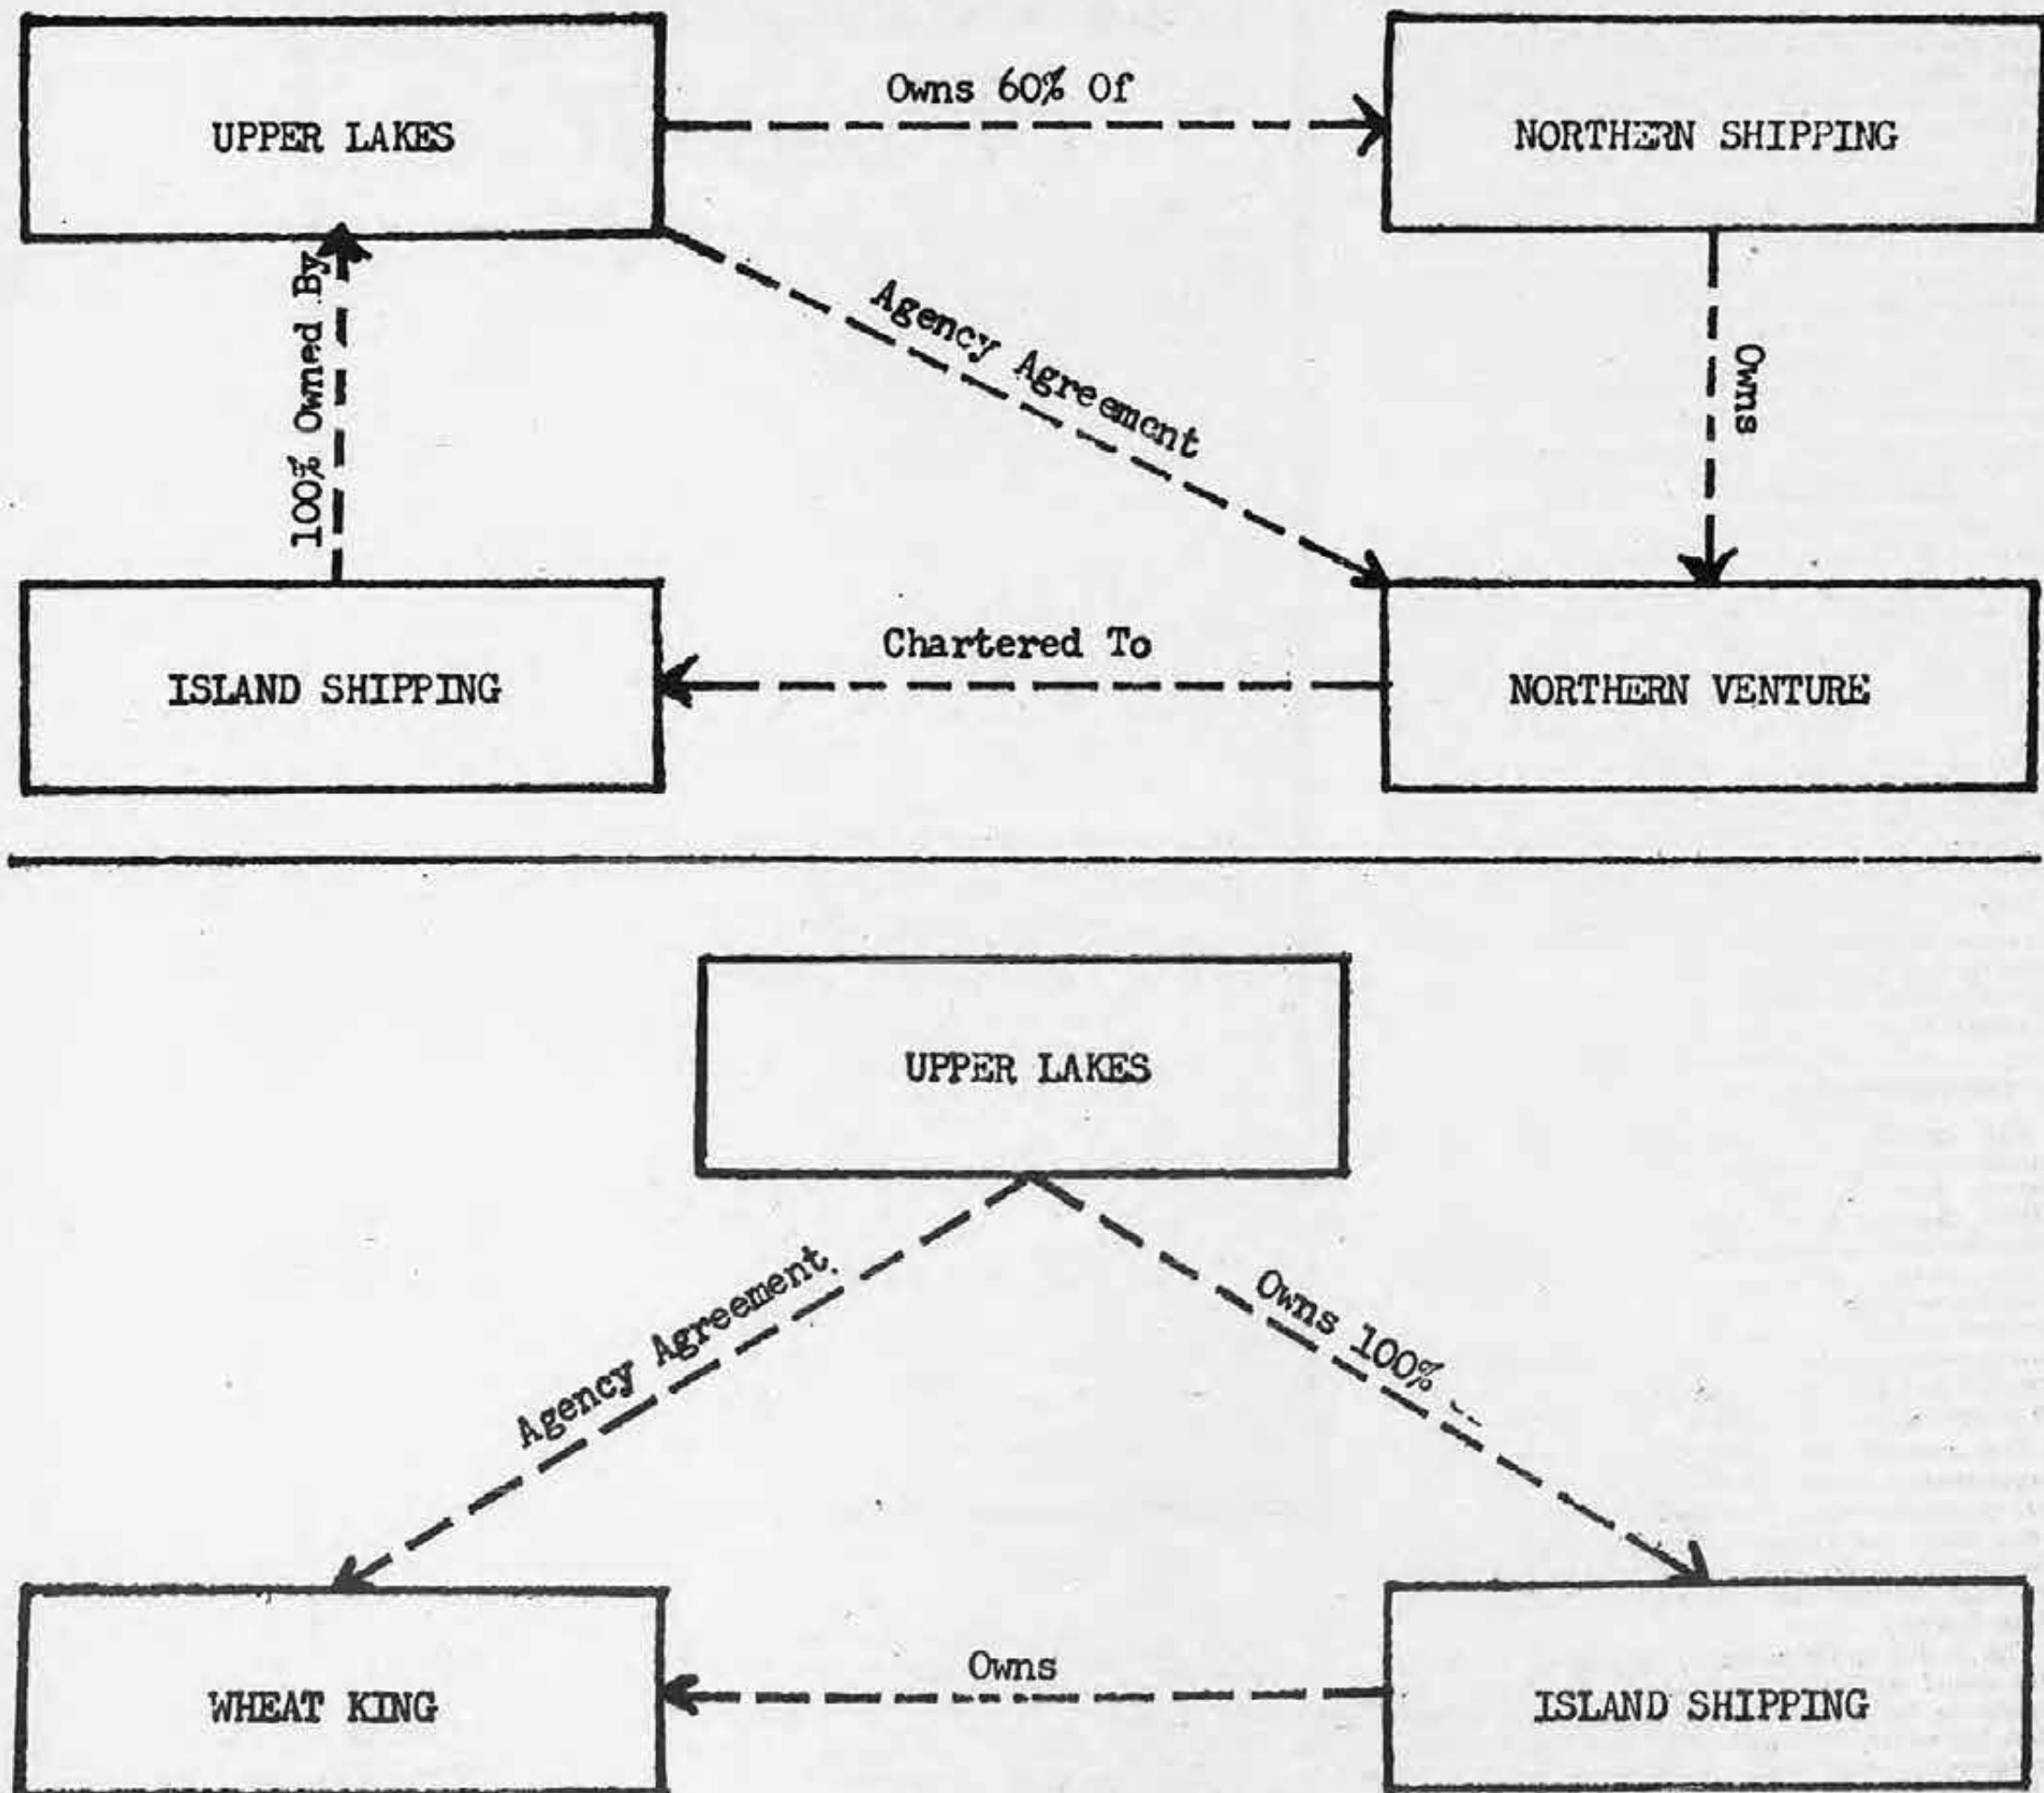 UPPER LAKES
Owns 60% Of
NORTHERN SHIPPING
100% Owned By
Agency Agreement
Owns
ISLAND SHIPPING
Chartered To
NORTHERN VENTURE
UPPER LAKES
Agency Agreement
Owns 100%
WHEAT KING
Owns
ISLAND SHIPPING